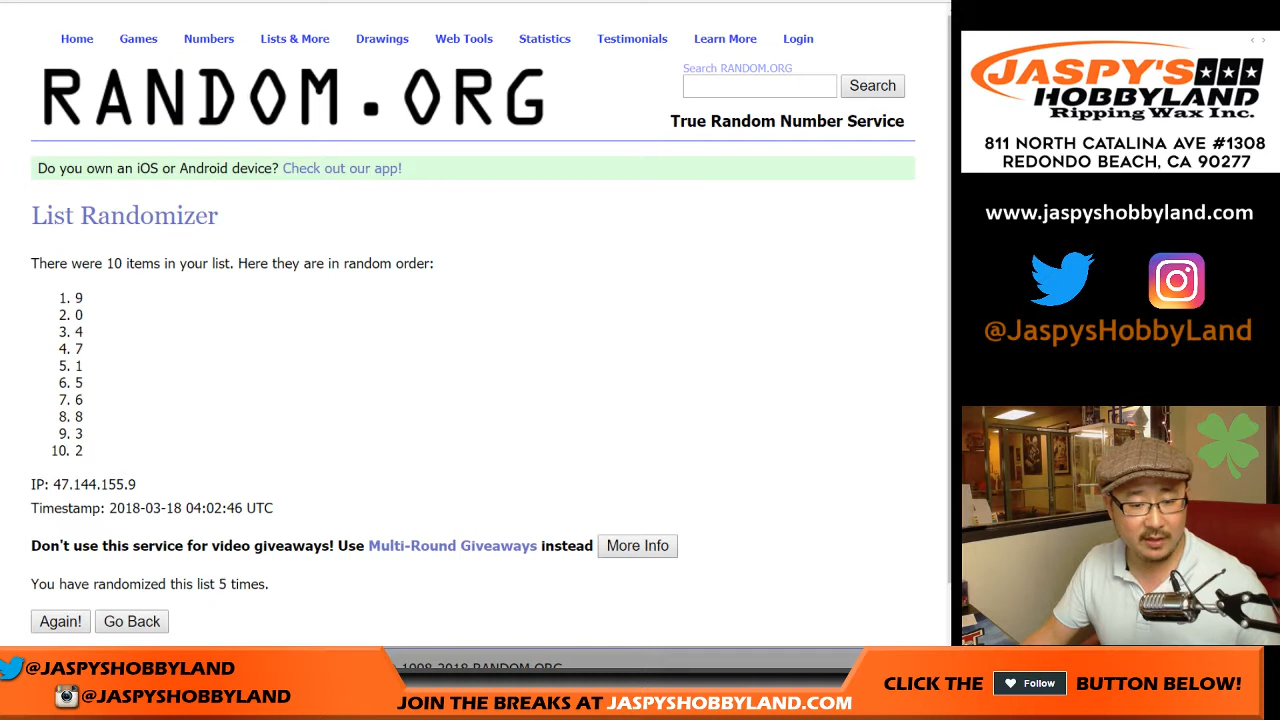 Home Games Numbers Lists & More Drawings Web Tools Statistics Testimonials Learn More Login
RANDOM.ORG
Search RANDOM.ORG
Search
True Random Number Service
Do you own an iOS or Android device? Check out our app!
List Randomizer
There were 10 items in your list. Here they are in random order:
1. 9
2. 0
3. 4
4. 7
5. 1
6. 5
7. 6
8. 8
9. 3
10. 2
IP: 47.144.155.9
Timestamp: 2018-03-18 04:02:46 UTC
Don't use this service for video giveaways! Use Multi-Round Giveaways instead More Info
You have randomized this list 5 times.
Again! Go Back
1998-2018 RANDOM.ORG
JASPY'S
HOBBYLAND
Ripping Wax Inc.
811 NORTH CATALINA AVE #1308
REDONDO BEACH, CA 90277
www.jaspyshobbyland.com
@JaspysHobbyLand
@JASPYSHOBBYLAND
@JASPYSHOBBYLAND
JOIN THE BREAKS AT JASPYSHOBBYLAND.COM
CLICK THE Follow BUTTON BELOW!